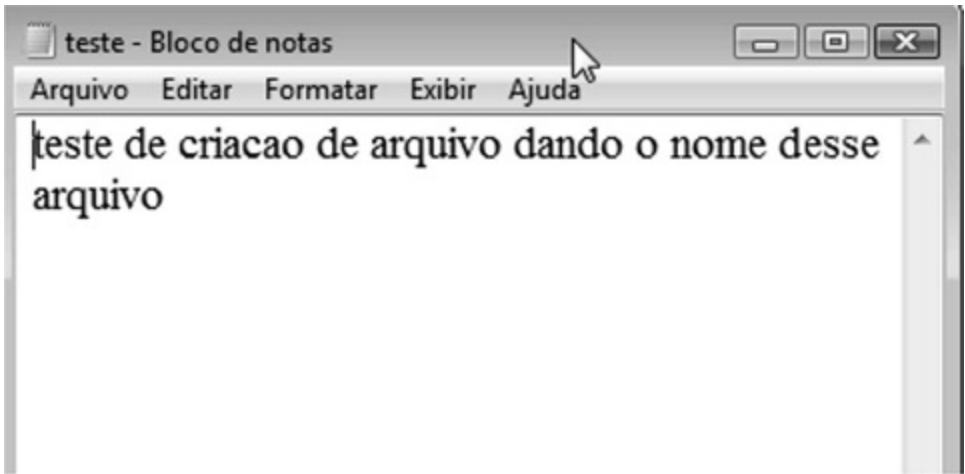 teste - Bloco de notas
Arquivo Editar Formatar Exibir Ajuda
teste de criacao de arquivo dando o nome desse
arquivo